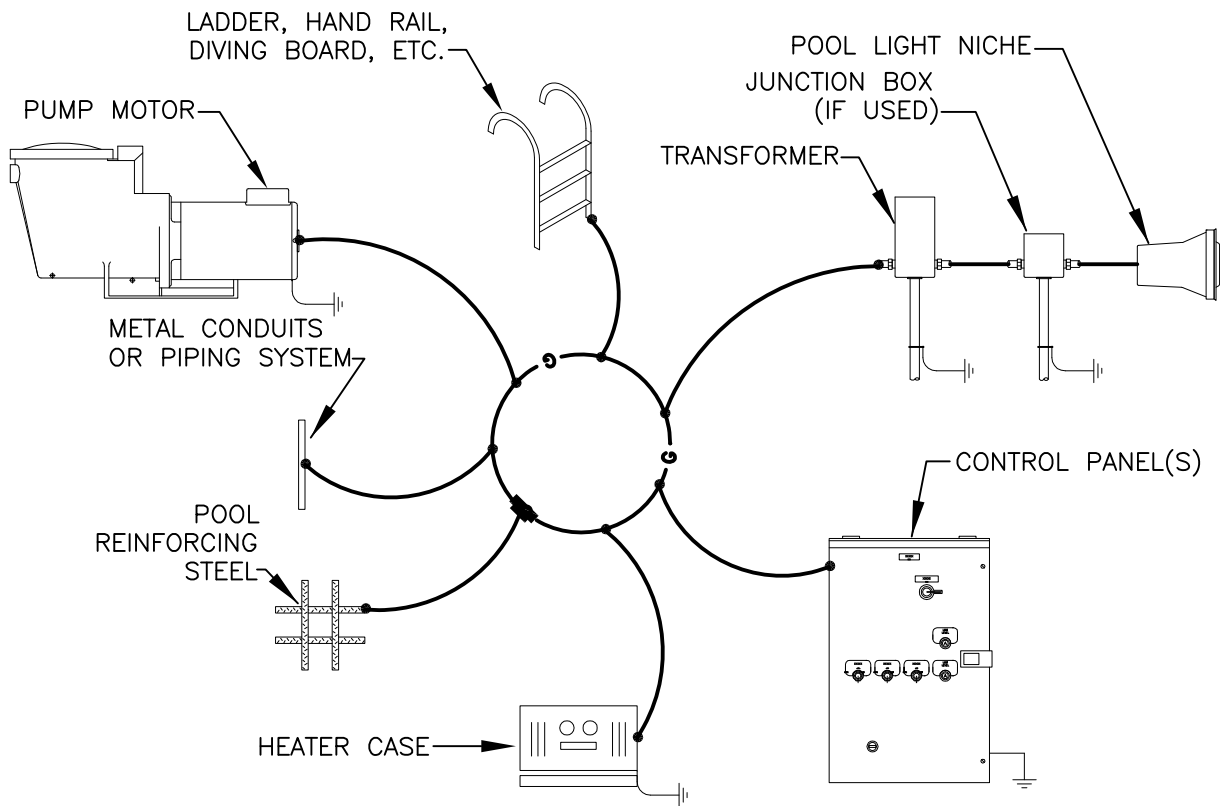 LADDER, HAND RAIL,
DIVING BOARD, ETC.
POOL LIGHT NICHE
JUNCTION BOX
(IF USED)
PUMP MOTOR
TRANSFORMER
METAL CONDUITS
OR PIPING SYSTEM
G
G
CONTROL PANEL(S)
POOL
REINFORCING
STEEL
HEATER CASE